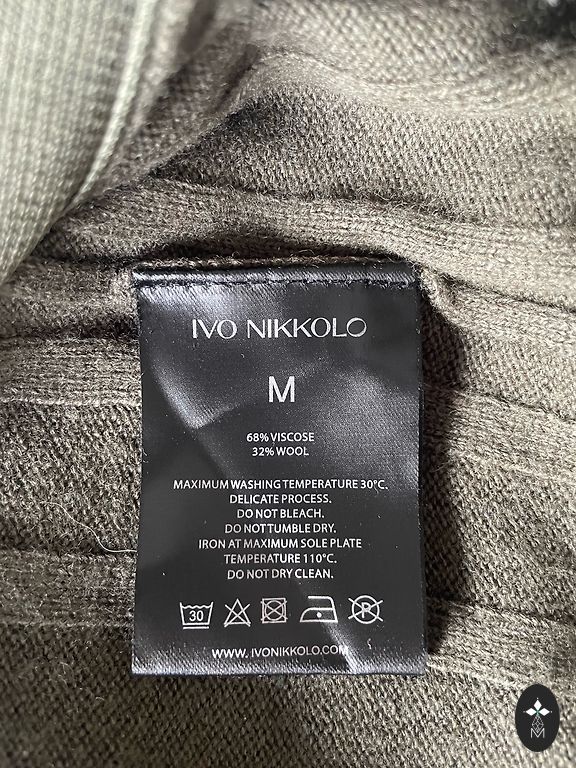 IVO NIKKOLO
M
68% VISCOSE
32% WOOL
MAXIMUM WASHING TEMPERATURE 30°C.
DELICATE PROCESS.
DO NOT BLEACH.
DO NOT TUMBLE DRY.
IRON AT MAXIMUM SOLE PLATE
TEMPERATURE 110°C.
DO NOT DRY CLEAN.
30 P
WWW.IVONIKKOLO.COM
M